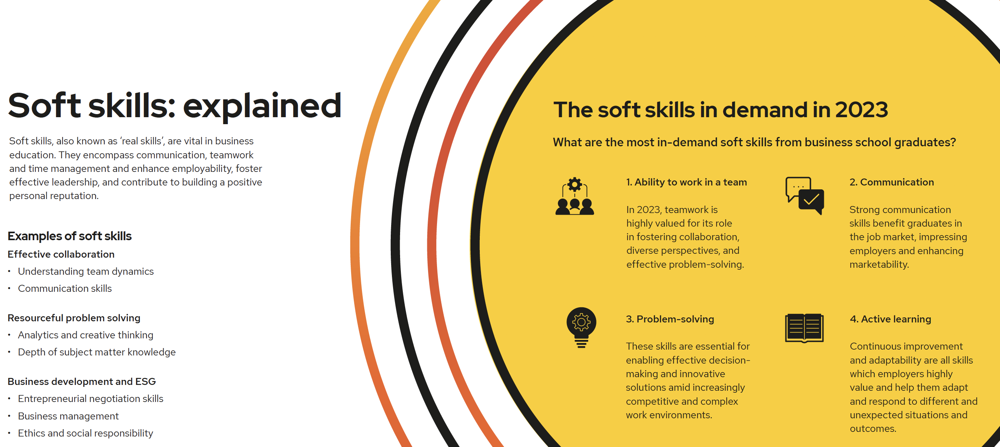 Soft skills: explained
Soft skills, also known as ‘real skills’, are vital in business
education. They encompass communication, teamwork
and time management and enhance employability, foster
effective leadership, and contribute to building a positive
personal reputation.
Examples of soft skills
Effective collaboration
• Understanding team dynamics
• Communication skills
Resourceful problem solving
• Analytics and creative thinking
• Depth of subject matter knowledge
Business development and ESG
• Entrepreneurial negotiation skills
• Business management
• Ethics and social responsibility
The soft skills in demand in 2023
What are the most in-demand soft skills from business school graduates?
1. Ability to work in a team
In 2023, teamwork is
highly valued for its role
in fostering collaboration,
diverse perspectives, and
effective problem-solving.
2. Communication
Strong communication
skills benefit graduates in
the job market, impressing
employers and enhancing
marketability.
3. Problem-solving
These skills are essential for
enabling effective decision-
making and innovative
solutions amid increasingly
competitive and complex
work environments.
4. Active learning
Continuous improvement
and adaptability are all skills
which employers highly
value and help them adapt
and respond to different and
unexpected situations and
outcomes.